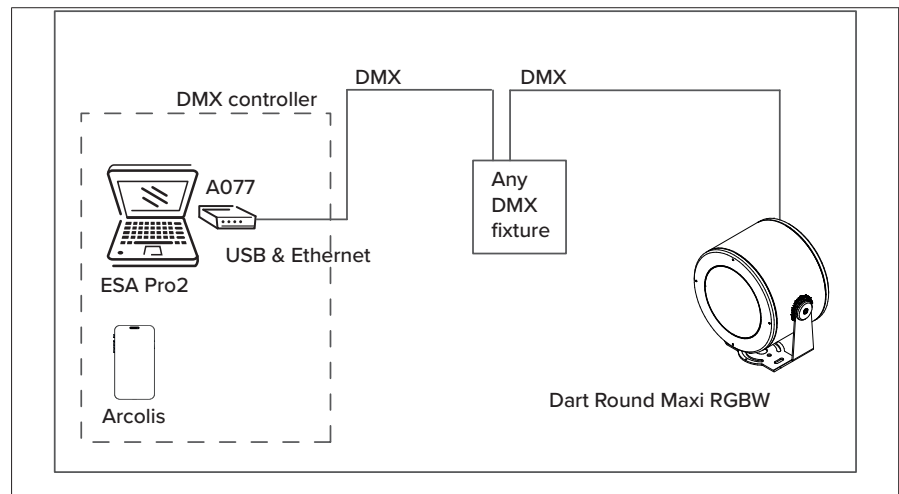 DMX
DMX
DMX controller
A077
USB & Ethernet
ESA Pro2
Arcolis
Any
DMX
fixture
Dart Round Maxi RGBW